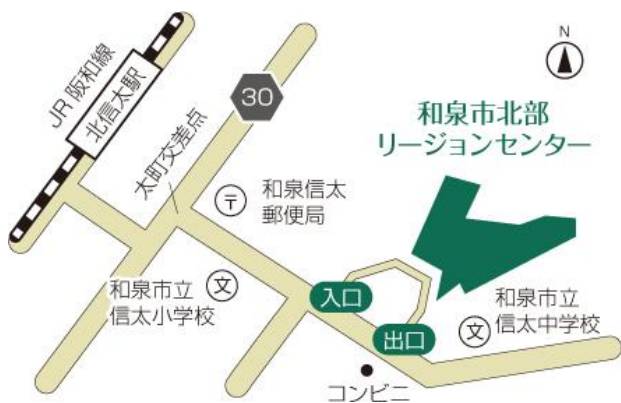 N
JR 阪和線
北信太駅
30
太町交差点
和泉市北部
リージョンセンター
〒
和泉信太
郵便局
和泉市立
信太小学校
文
入口
出口
和泉市立
信太中学校
文
コンビニ